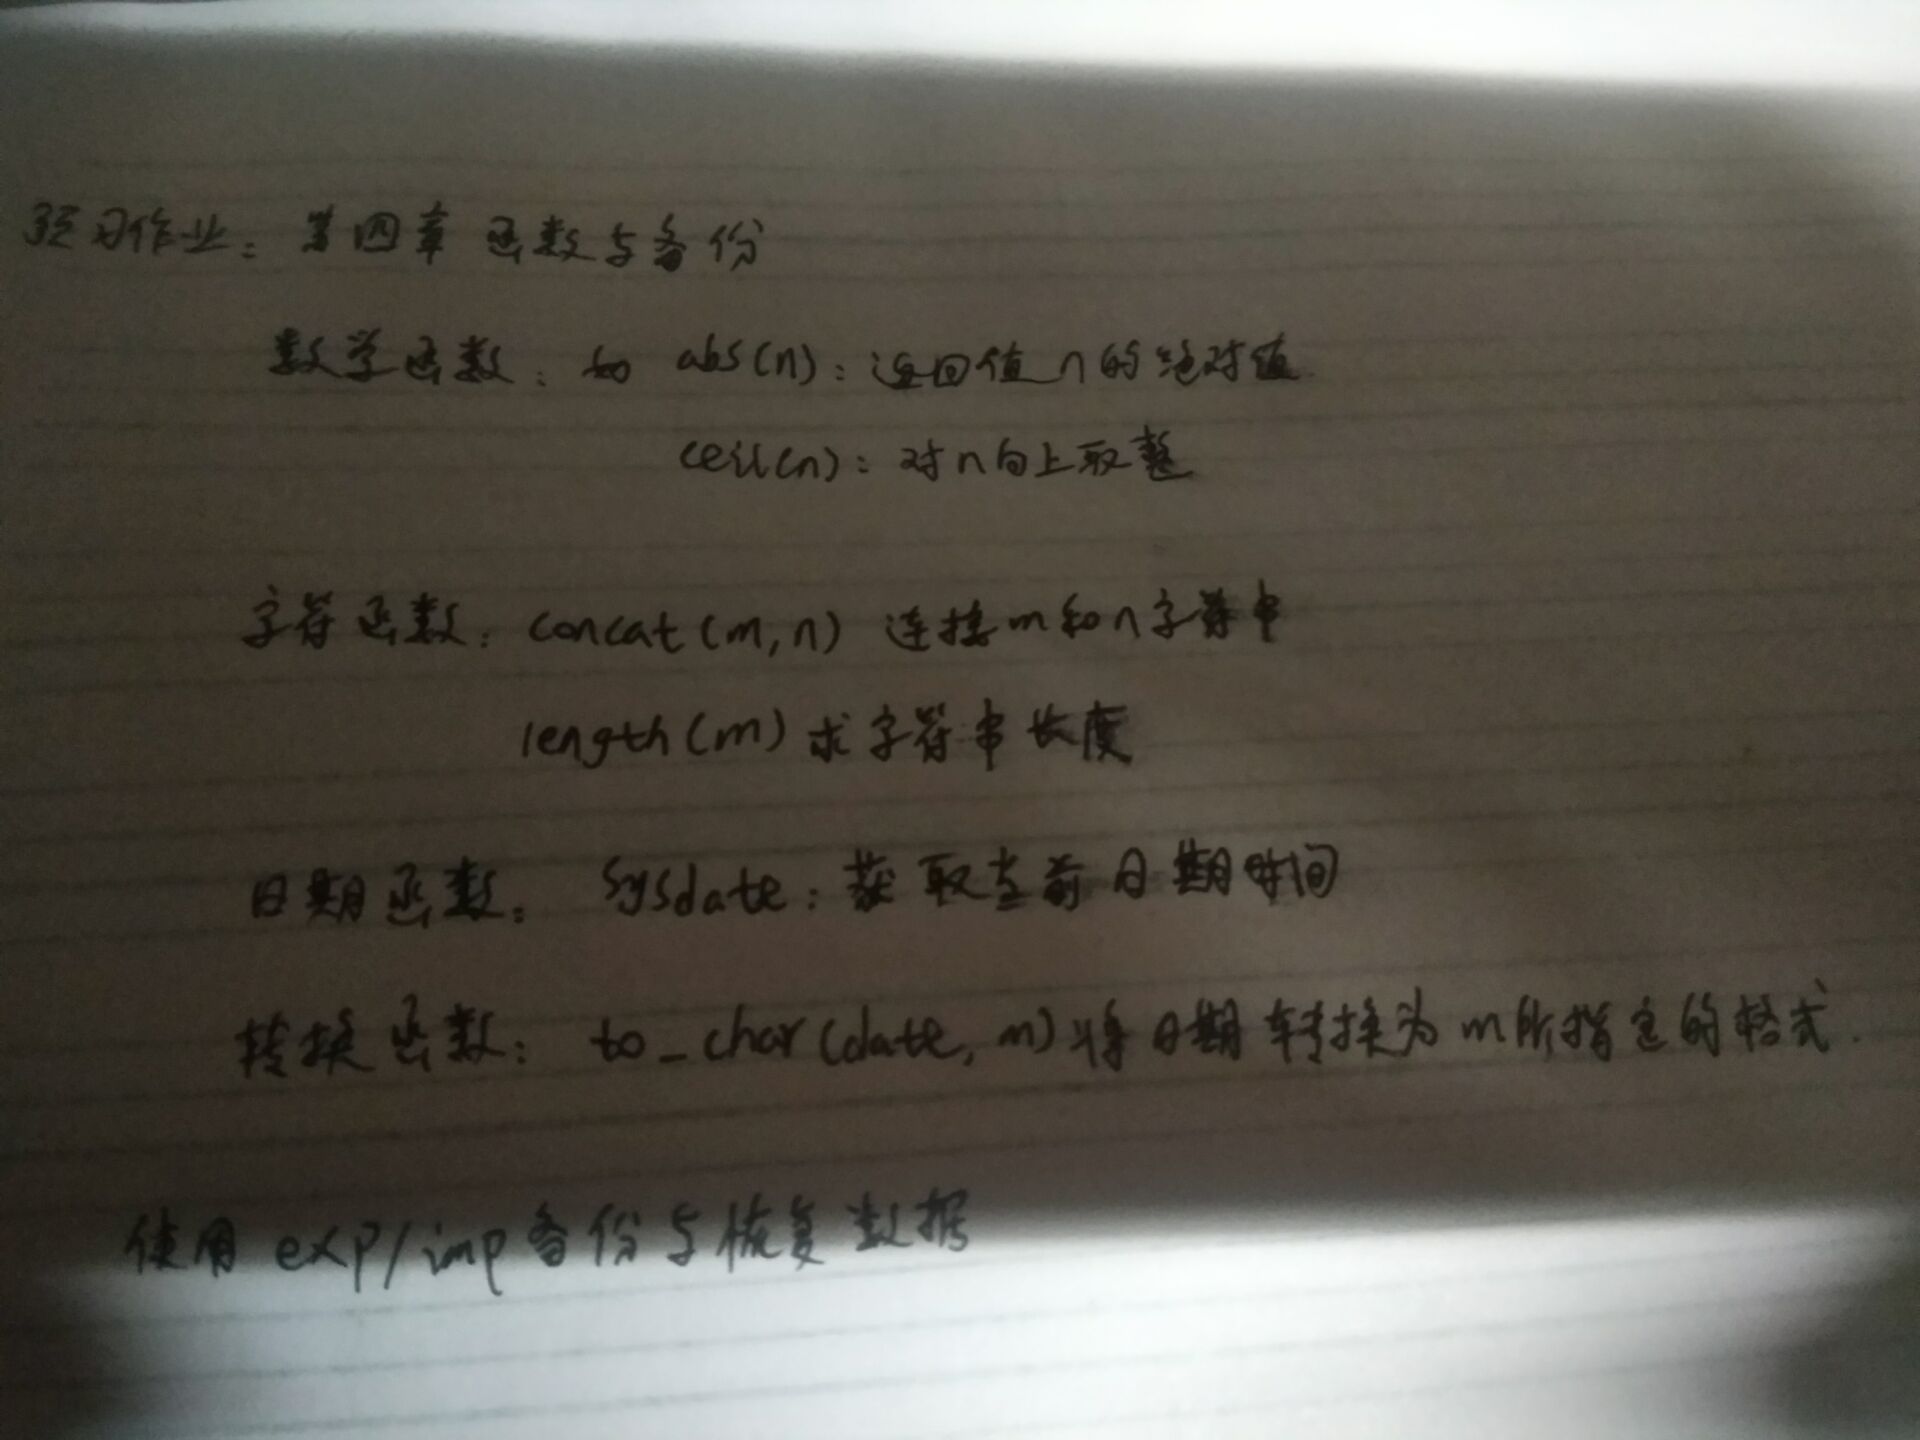 预习作业：第四章 函数与备份
数学函数：如 abs(n)：返回值n的绝对值.
ceil(n)：对n向上取整
字符函数：concat(m,n) 连接m和n字符串
length(m) 求字符串长度
日期函数：sysdate：获取当前日期时间
转换函数：to_char(date, m)将日期转换为m所指定的格式.
使用 exp/imp备份与恢复数据